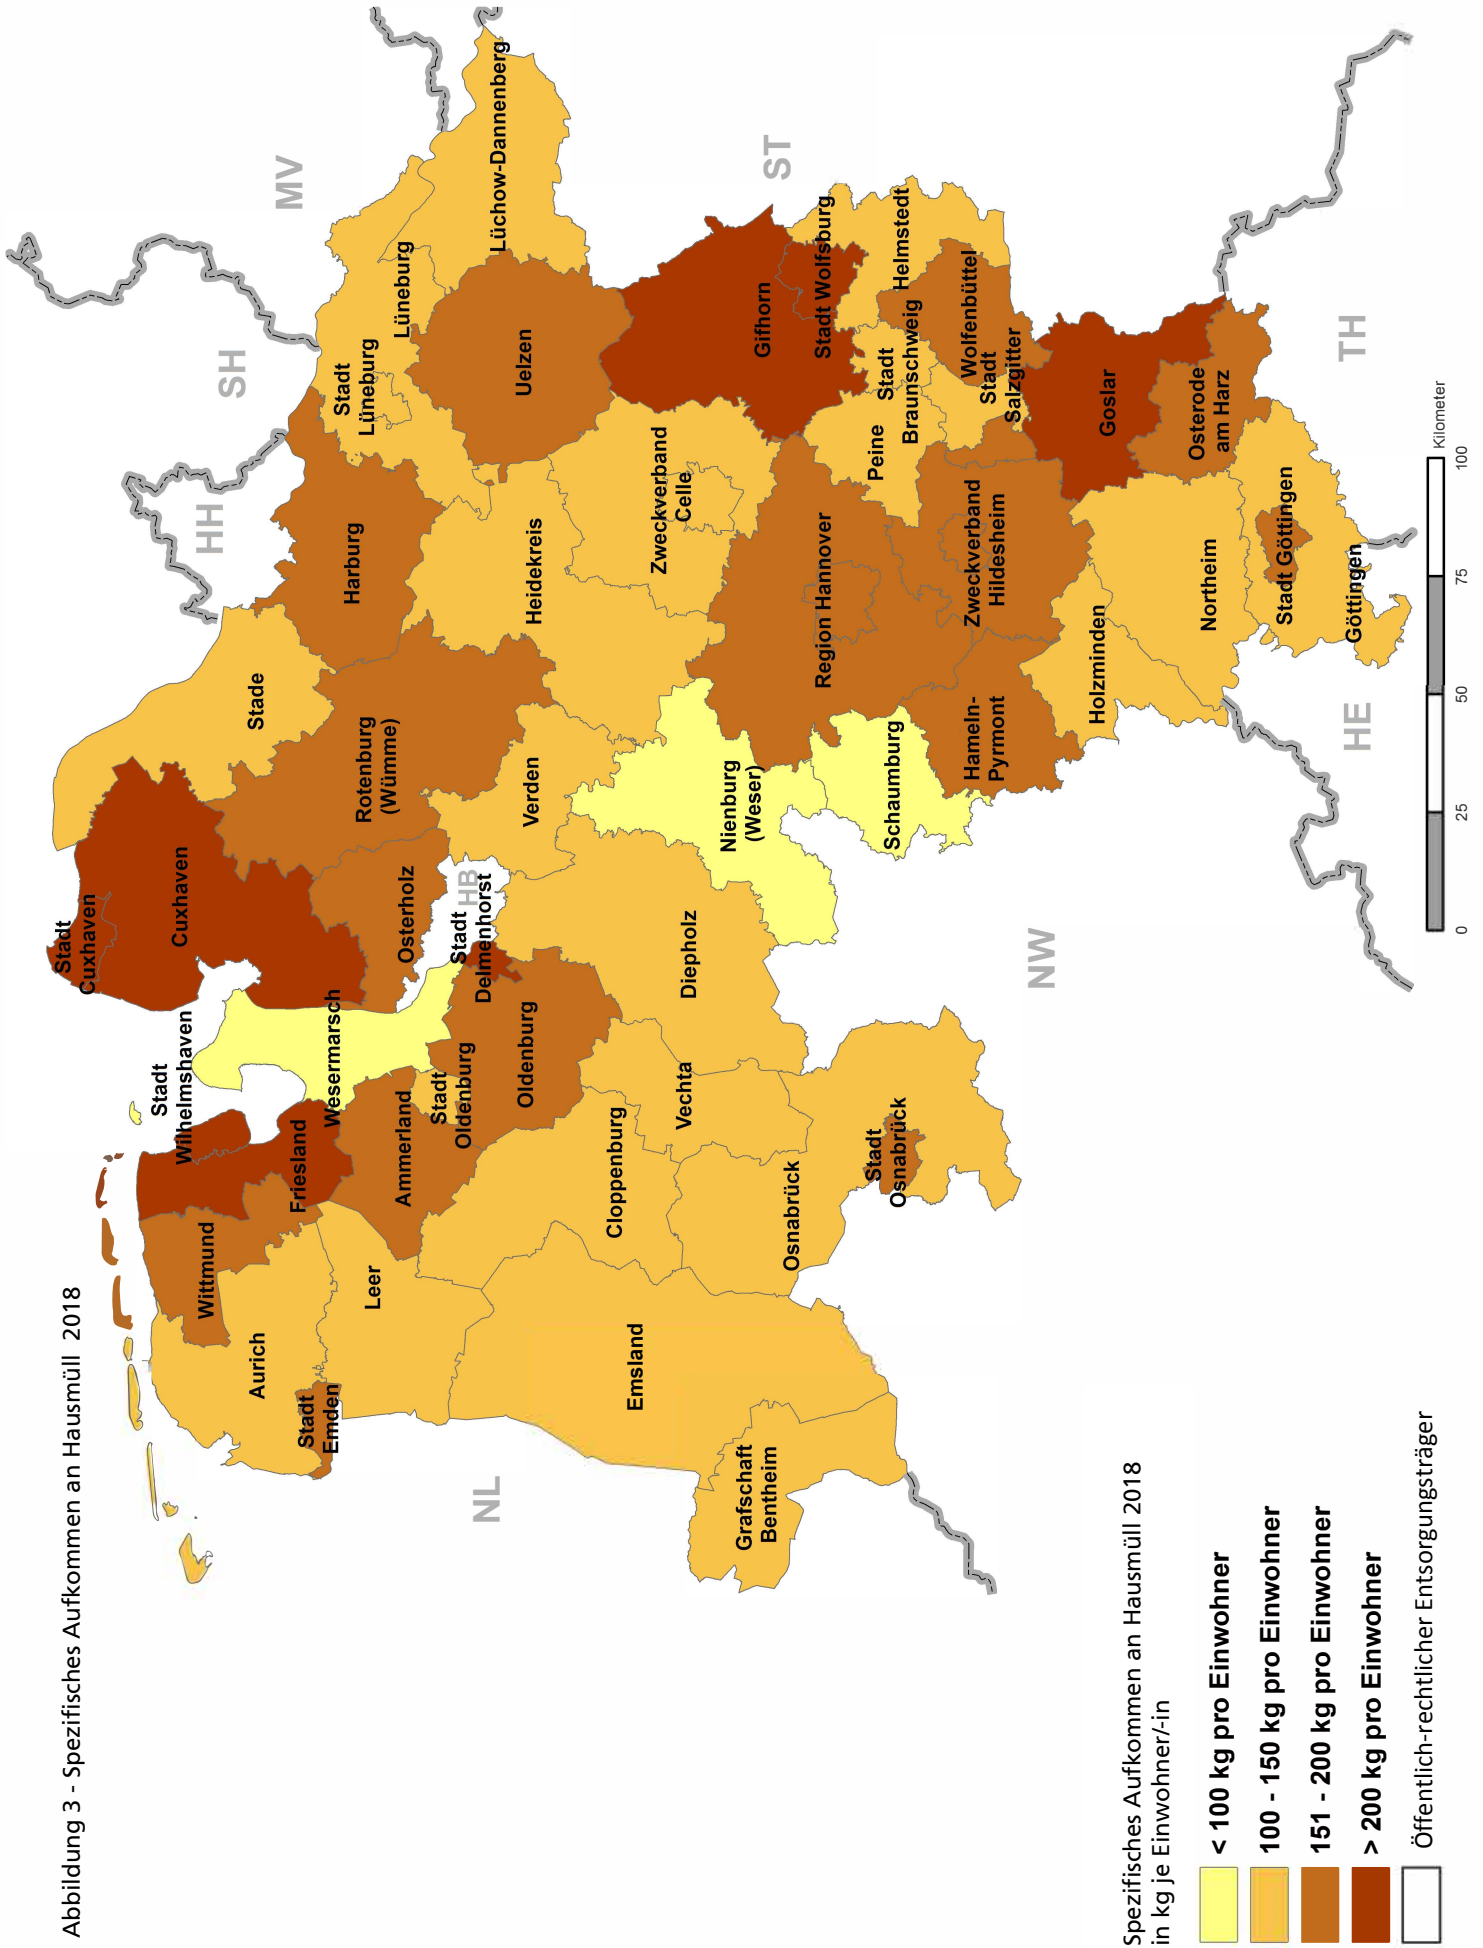 Abbildung 3 - Spezifisches Aufkommen an Hausmüll 2018
Stadt
Cuxhaven
Cuxhaven
Stade
SH
MV
HH
Stadt
Wilhelmshaven
Wittmund
Friesland
Wesermarsch
Aurich
Stadt
Emden
Leer
Ammerland
Stadt
Oldenburg
Oldenburg
Osterholz
HB
Stadt
Delmenhorst
Rotenburg
(Wümme)
Harburg
Stadt
Lüneburg
Lüneburg
Lüchow-Dannenberg
Uelzen
Heidekreis
Verden
NL
Emsland
Cloppenburg
Vechta
Diepholz
Nienburg
(Weser)
Zweckverband
Celle
Gifhorn
ST
Grafschaft
Bentheim
Osnabrück
Stadt
Osnabrück
Schaumburg
Region Hannover
Peine
Stadt
Braunschweig
Stadt Wolfsburg
Helmstedt
Wolfenbüttel
Stadt
Salzgitter
Hameln-
Pyrmont
Zweckverband
Hildesheim
NW
Holzminden
Goslar
Northeim
Osterode
am Harz
Stadt Göttingen
Göttingen
HE
TH
Spezifisches Aufkommen an Hausmüll 2018
in kg je Einwohner/-in
< 100 kg pro Einwohner
100 - 150 kg pro Einwohner
151 - 200 kg pro Einwohner
> 200 kg pro Einwohner
Öffentlich-rechtlicher Entsorgungsträger
0 25 50 75 100
Kilometer